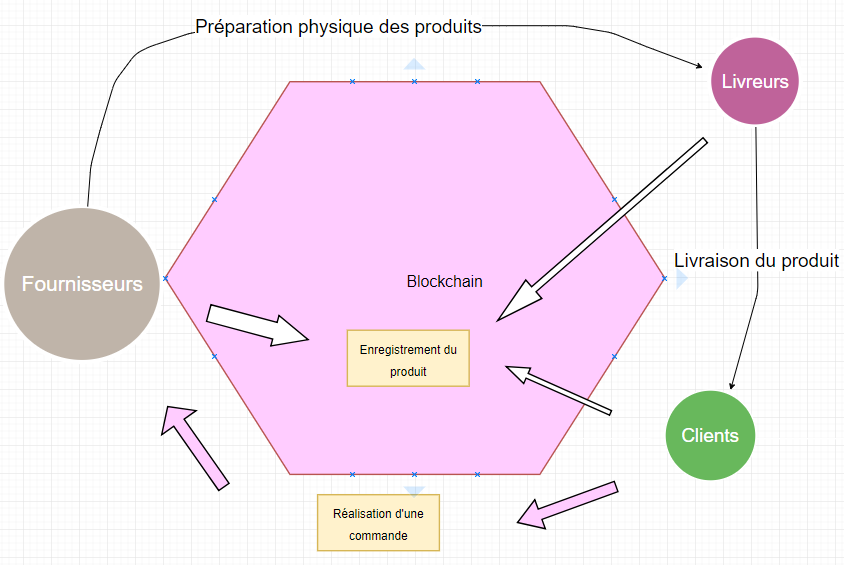 Préparation physique des produits
Livreurs
Livraison du produit
Fournisseurs
Blockchain
Enregistrement du
produit
Clients
Réalisation d'une
commande